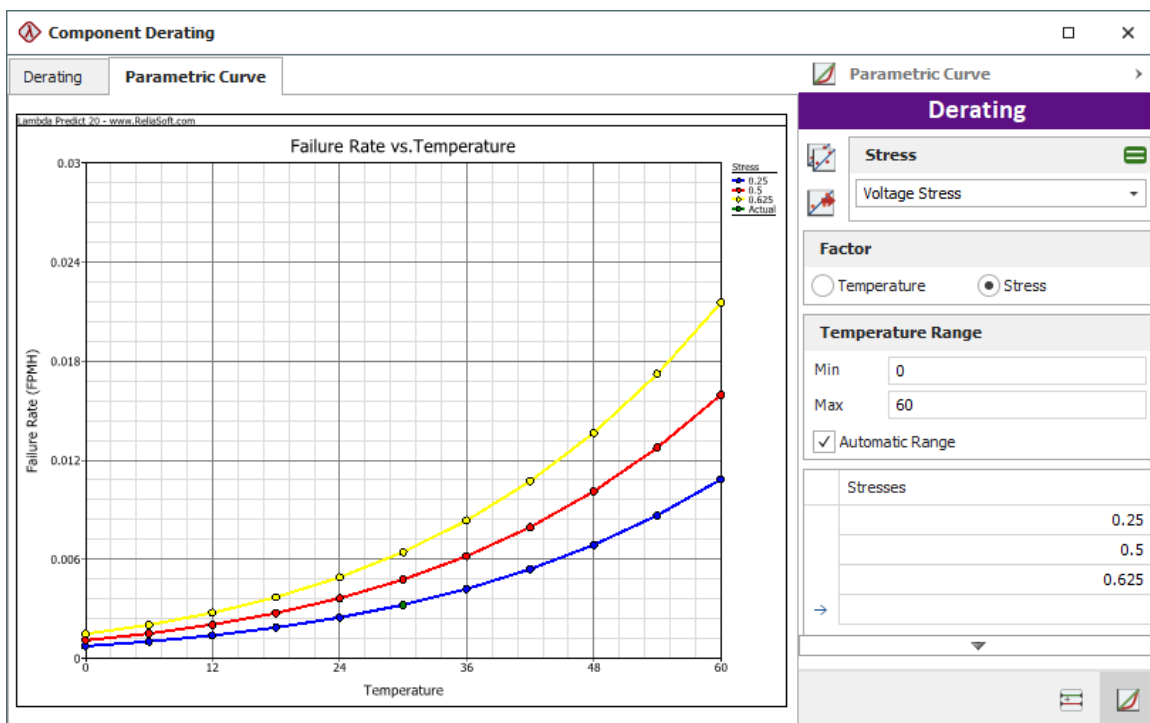 Component Derating
Derating
Parametric Curve
Lambda Predict 20 - www.ReliaSoft.com
Failure Rate vs.Temperature
Stress
0.25
0.5
0.625
Actual
0.03
0.024
0.018
0.012
0.006
0
Failure Rate (FPMH)
0
12
24
36
48
60
Temperature
Parametric Curve
Derating
Stress
Voltage Stress
Factor
Temperature
Stress
Temperature Range
Min
0
Max
60
Automatic Range
Stresses
0.25
0.5
0.625